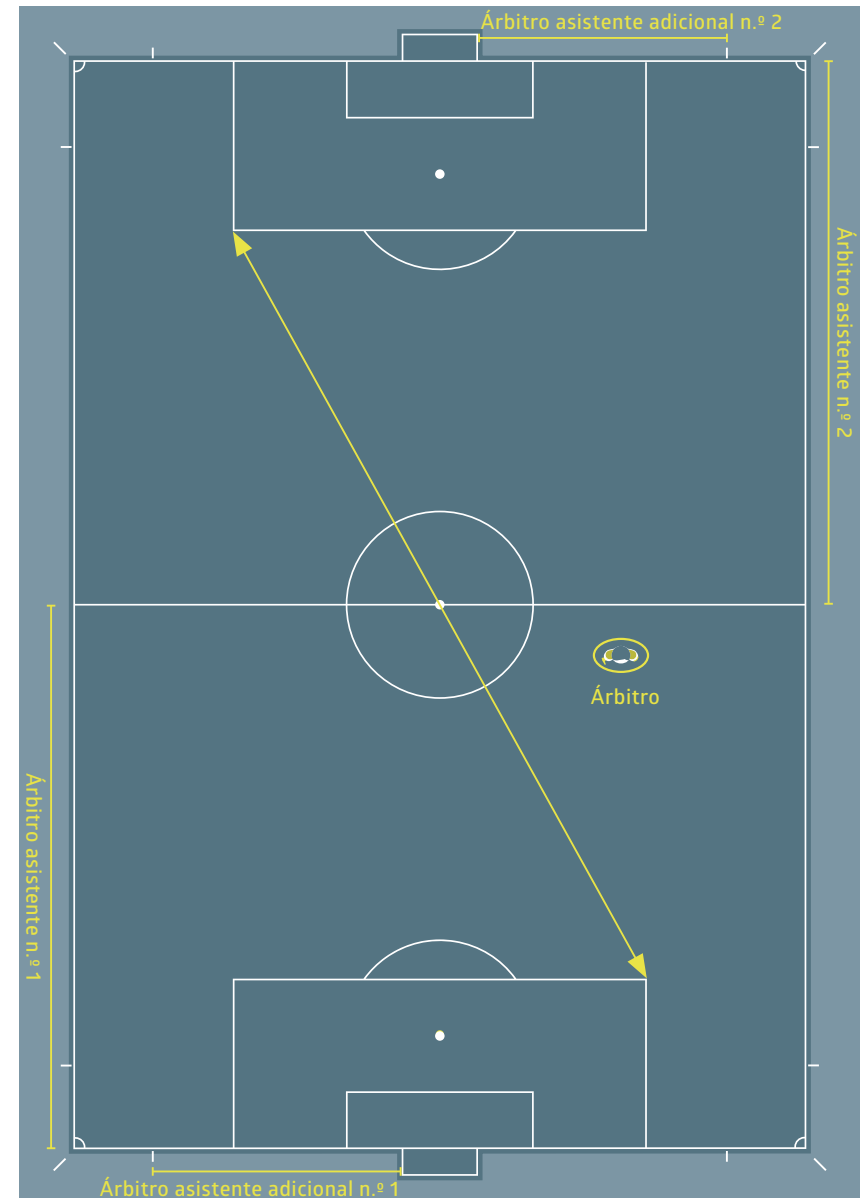 Árbitro asistente adicional n.º 2
Árbitro asistente n.º 2
Árbitro
Árbitro asistente n.º 1
Árbitro asistente adicional n.º 1